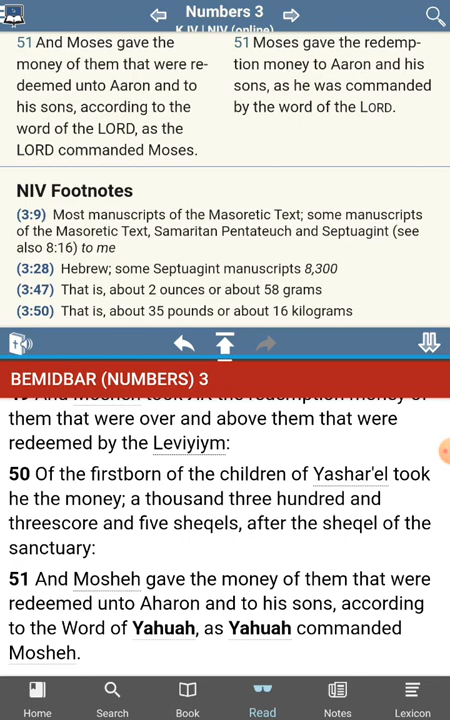 Numbers 3
KJV | NIV (online)
51 And Moses gave the
money of them that were re-
deemed unto Aaron and to
his sons, according to the
word of the LORD, as the
LORD commanded Moses.
51 Moses gave the redemp-
tion money to Aaron and his
sons, as he was commanded
by the word of the LORD.
NIV Footnotes
(3:9) Most manuscripts of the Masoretic Text; some manuscripts
of the Masoretic Text, Samaritan Pentateuch and Septuagint (see
also 8:16) to me
(3:28) Hebrew; some Septuagint manuscripts 8,300
(3:47) That is, about 2 ounces or about 58 grams
(3:50) That is, about 35 pounds or about 16 kilograms
BEMIDBAR (NUMBERS) 3
49 And Mosheh took the redemption money of
them that were over and above them that were
redeemed by the Leviyiym:
50 Of the firstborn of the children of Yashar'el took
he the money; a thousand three hundred and
threescore and five sheqels, after the sheqel of the
sanctuary:
51 And Mosheh gave the money of them that were
redeemed unto Aharon and to his sons, according
to the Word of Yahuah, as Yahuah commanded
Mosheh.
Home
Search
Book
Read
Notes
Lexicon